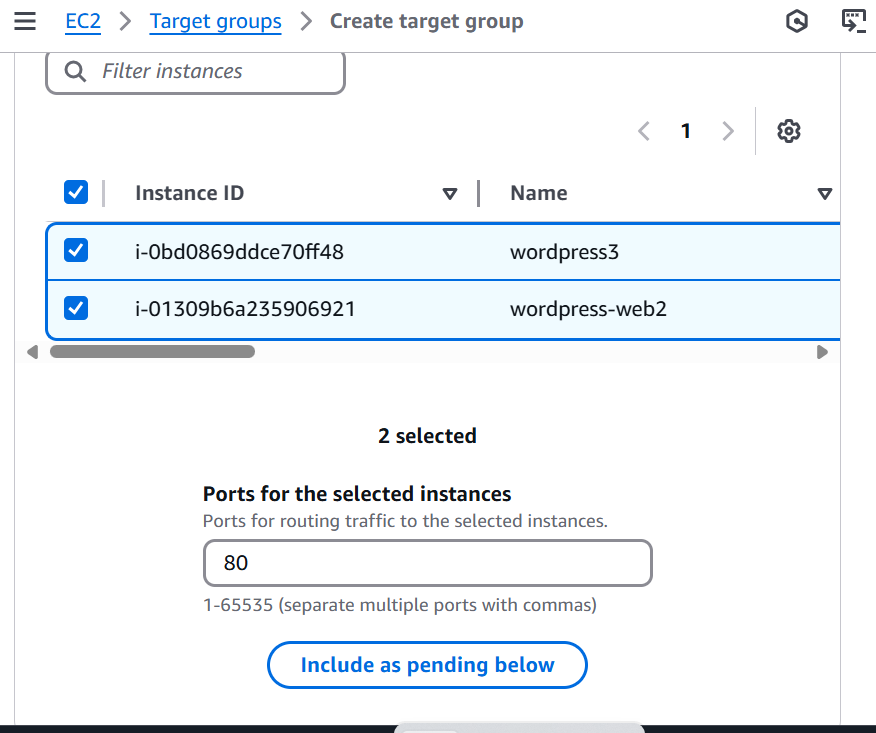 EC2 > Target groups > Create target group
Filter instances
1
Instance ID Name
i-0bd0869ddce70ff48 wordpress3
i-01309b6a235906921 wordpress-web2
2 selected
Ports for the selected instances
Ports for routing traffic to the selected instances.
80
1-65535 (separate multiple ports with commas)
Include as pending below